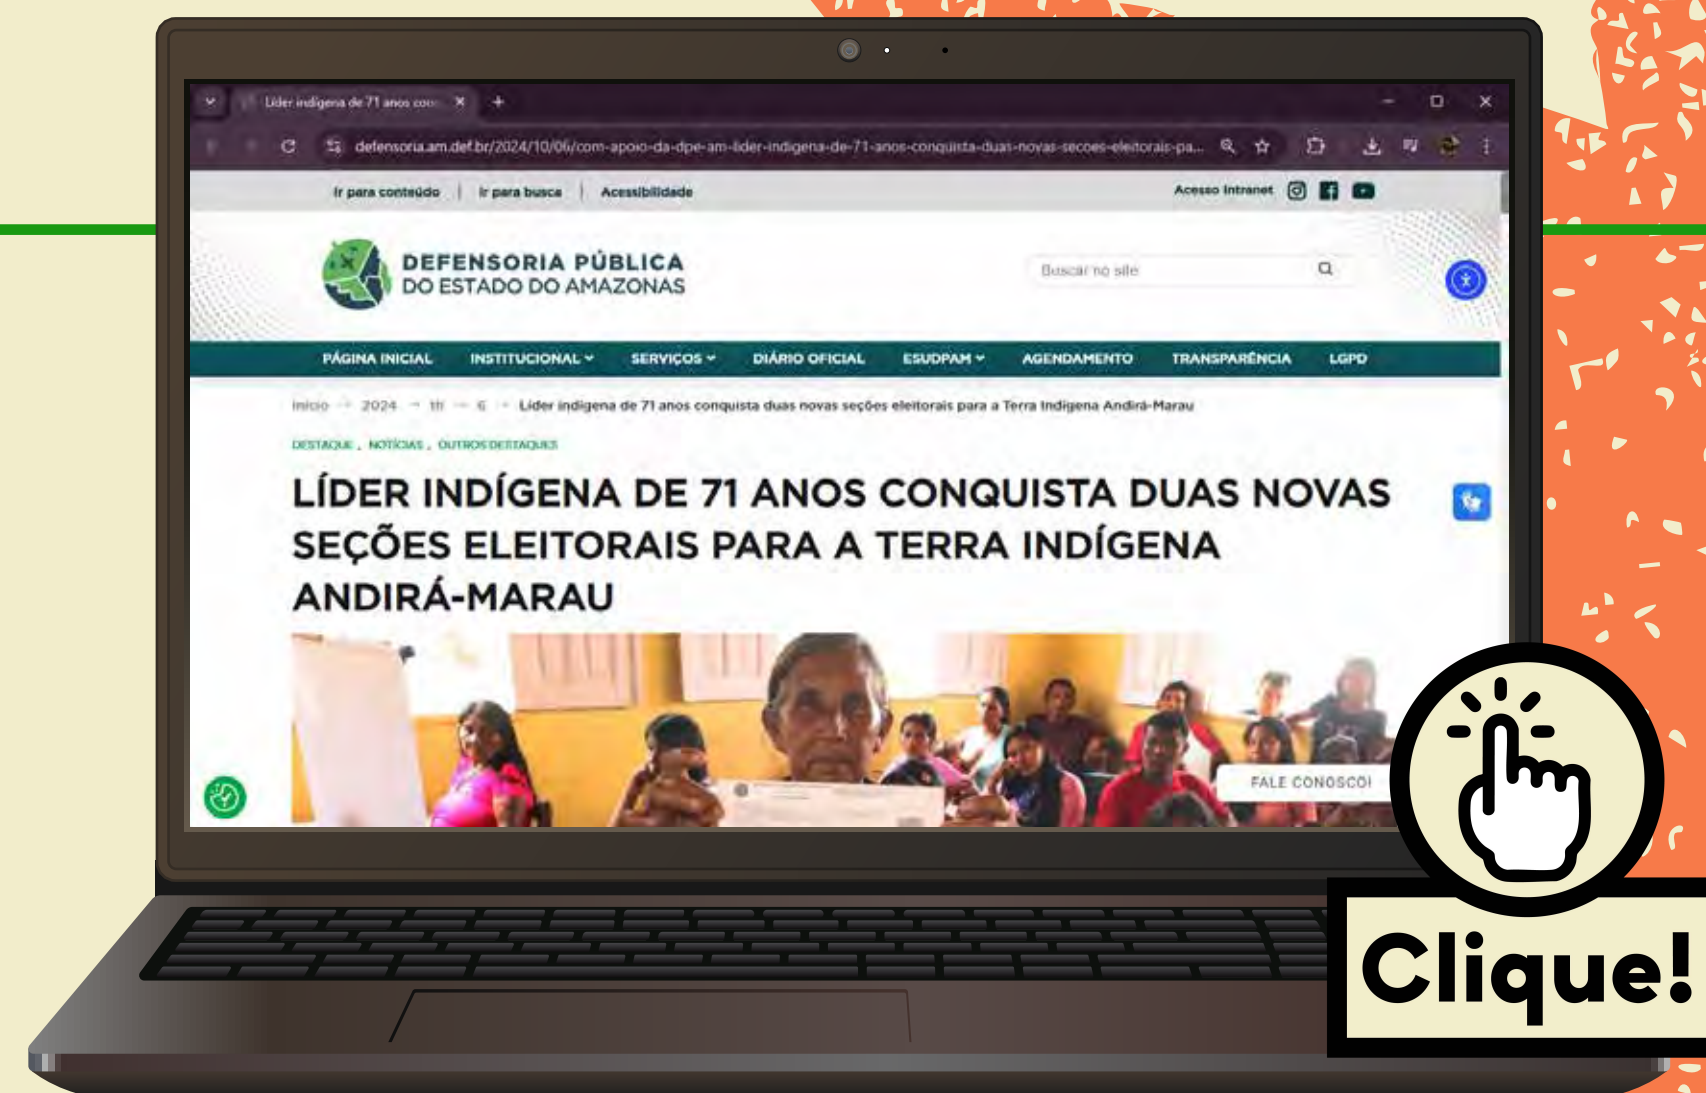 Líder indígena de 71 anos con
defensoria.am.def.br/2024/10/06/com-apoio-da-dpe-am-lider-indigena-de-71-anos-conquista-duas-novas-secoes-eleitorais-pa...
Ir para conteúdo | Ir para busca | Acessibilidade
Acesso Intranet
DEFENSORIA PÚBLICA
DO ESTADO DO AMAZONAS
Buscar no site
PÁGINA INICIAL INSTITUCIONAL SERVIÇOS DIÁRIO OFICIAL ESUDPAM AGENDAMENTO TRANSPARÊNCIA LGPD
Início 2024 6 Líder indígena de 71 anos conquista duas novas seções eleitorais para a Terra Indígena Andirá-Marau
DESTAQUE , NOTÍCIAS , OUTROS DESTAQUES
LÍDER INDÍGENA DE 71 ANOS CONQUISTA DUAS NOVAS
SEÇÕES ELEITORAIS PARA A TERRA INDÍGENA
ANDIRÁ-MARAU
FALE CONOSCO!
Clique!